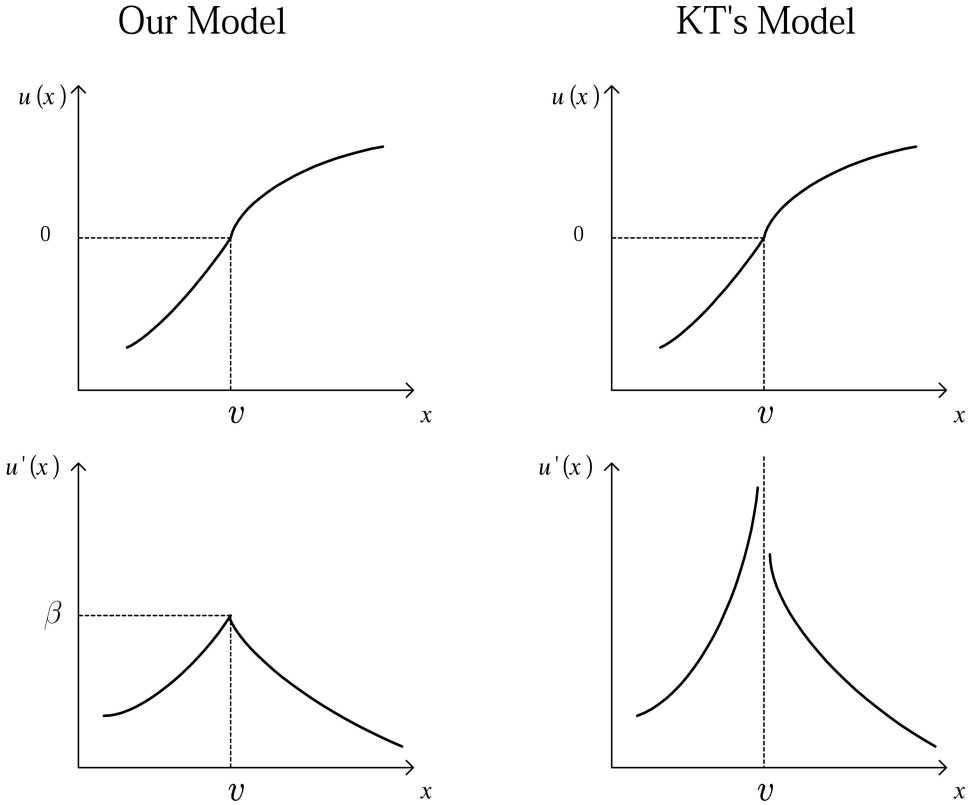 Our Model
KT's Model
u(x)
0
v
x
u(x)
0
v
x
u'(x)
β
v
x
u'(x)
v
x